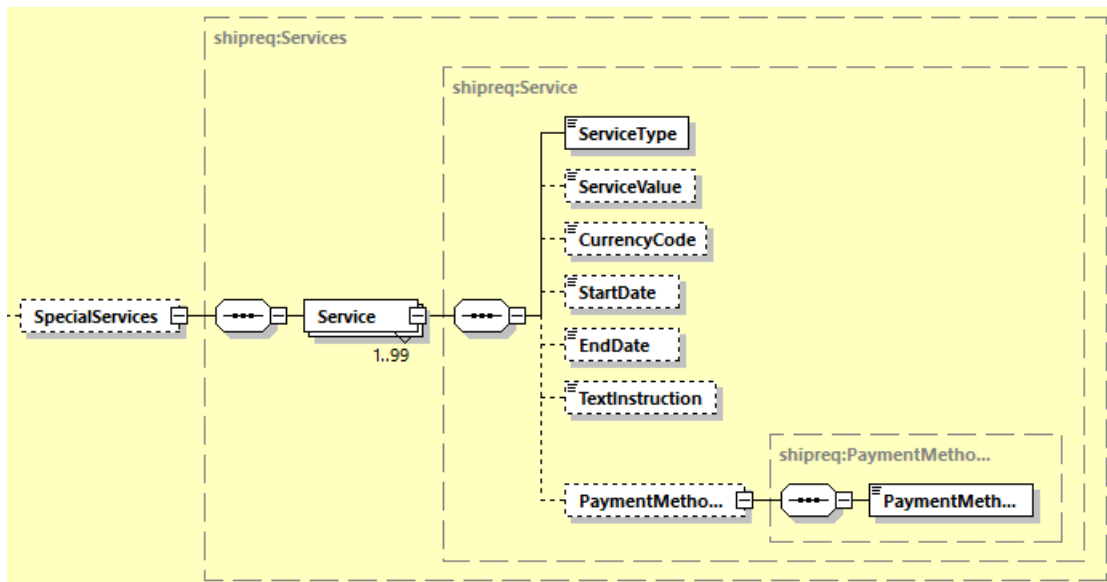 shipreq:Services
shipreq:Service
ServiceType
ServiceValue
CurrencyCode
StartDate
SpecialServices
Service
1..99
EndDate
TextInstruction
shipreq:PaymentMetho...
PaymentMetho...
PaymentMeth...